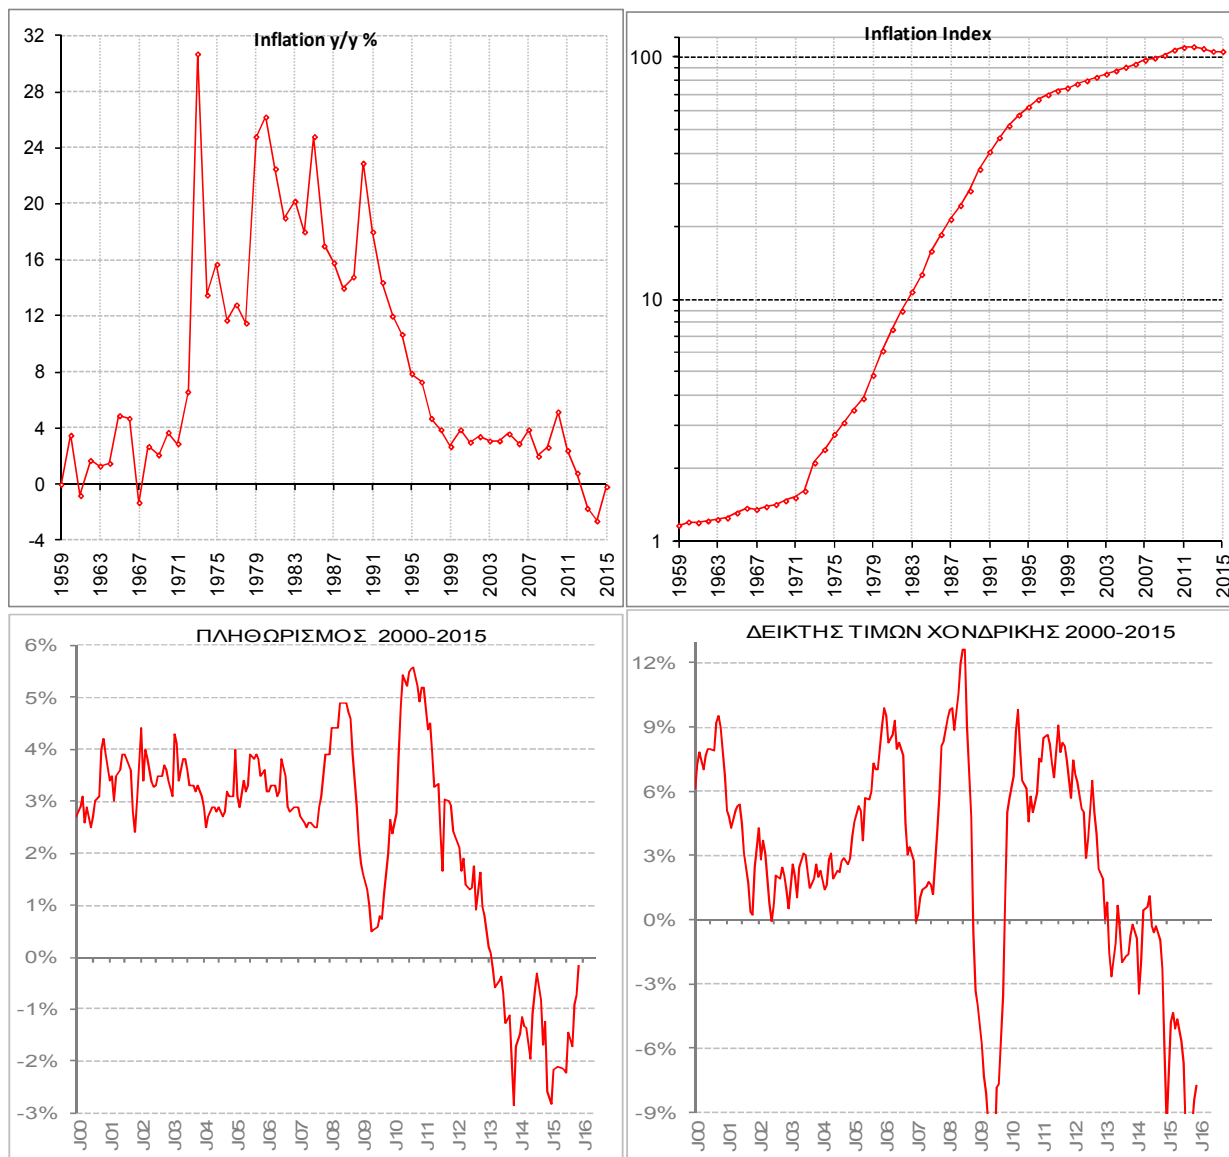 Inflation y/y %
32
28
24
20
16
12
8
4
0
-4
1959
1963
1967
1971
1975
1979
1983
1987
1991
1995
1999
2003
2007
2011
2015
Inflation Index
100
10
1
1959
1963
1967
1971
1975
1979
1983
1987
1991
1995
1999
2003
2007
2011
2015
ΠΛΗΘΩΡΙΣΜΟΣ 2000-2015
6%
5%
4%
3%
2%
1%
0%
-1%
-2%
-3%
J00
J01
J02
J03
J04
J05
J06
J07
J08
J09
J10
J11
J12
J13
J14
J15
J16
ΔΕΙΚΤΗΣ ΤΙΜΩΝ ΧΟΝΔΡΙΚΗΣ 2000-2015
12%
9%
6%
3%
0%
-3%
-6%
-9%
J00
J01
J02
J03
J04
J05
J06
J07
J08
J09
J10
J11
J12
J13
J14
J15
J16